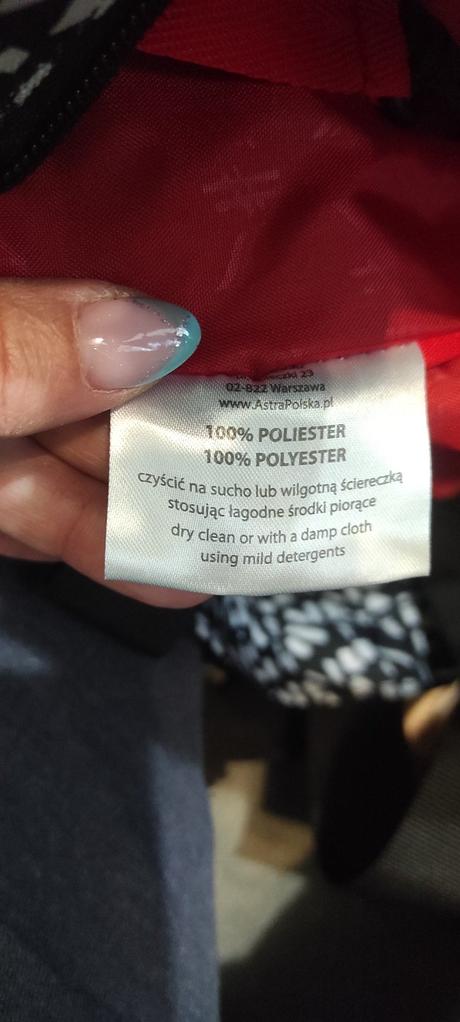 23
02-822 Warszawa
www.AstraPolska.pl
100% POLIESTER
100% POLYESTER
czyścić na sucho lub wilgotną ściereczką
stosując łagodne środki piorące
dry clean or with a damp cloth
using mild detergents